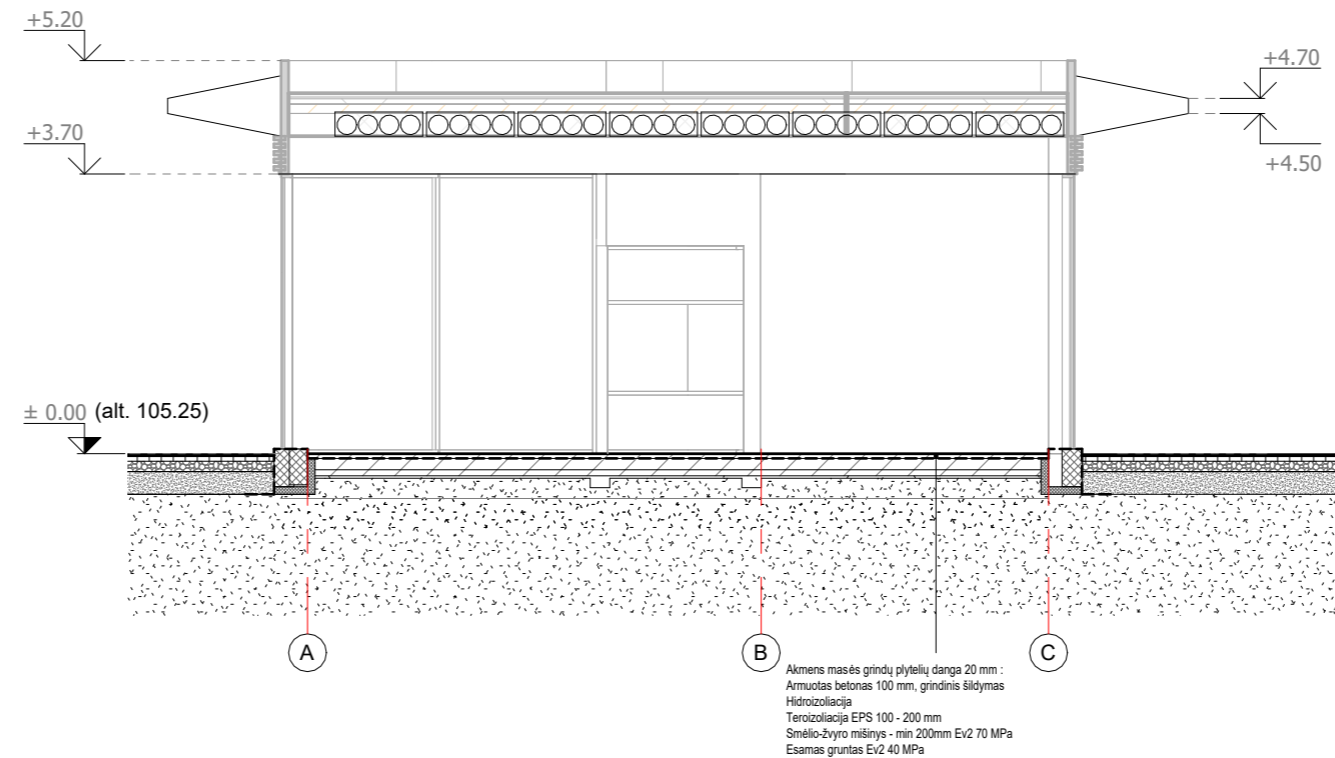 +5.20
+4.70
+3.70
+4.50
± 0.00 (alt. 105.25)
A
B
C
Akmens masės grindų plytelių danga 20 mm :
Armuotas betonas 100 mm, grindinis šildymas
Hidroizoliacija
Teroizoliacija EPS 100 - 200 mm
Smėlio-žvyro mišinys - min 200mm Ev2 70 MPa
Esamas gruntas Ev2 40 MPa